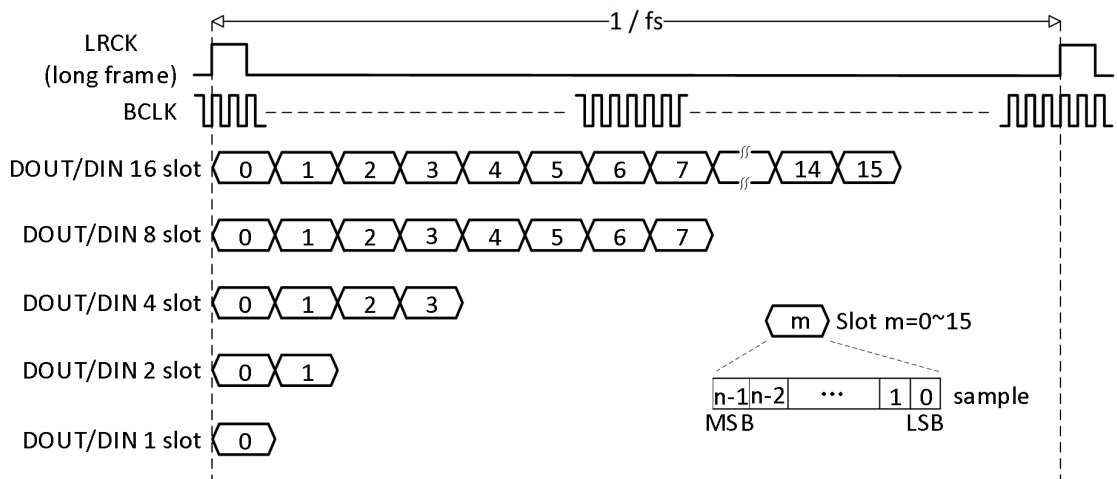 1 / fs
LRCK
(long frame)
BCLK
DOUT/DIN 16 slot 0 1 2 3 4 5 6 7 14 15
DOUT/DIN 8 slot 0 1 2 3 4 5 6 7
DOUT/DIN 4 slot 0 1 2 3
m Slot m=0~15
DOUT/DIN 2 slot 0 1
n-1 n-2 ... 1 0 sample
MSB LSB
DOUT/DIN 1 slot 0